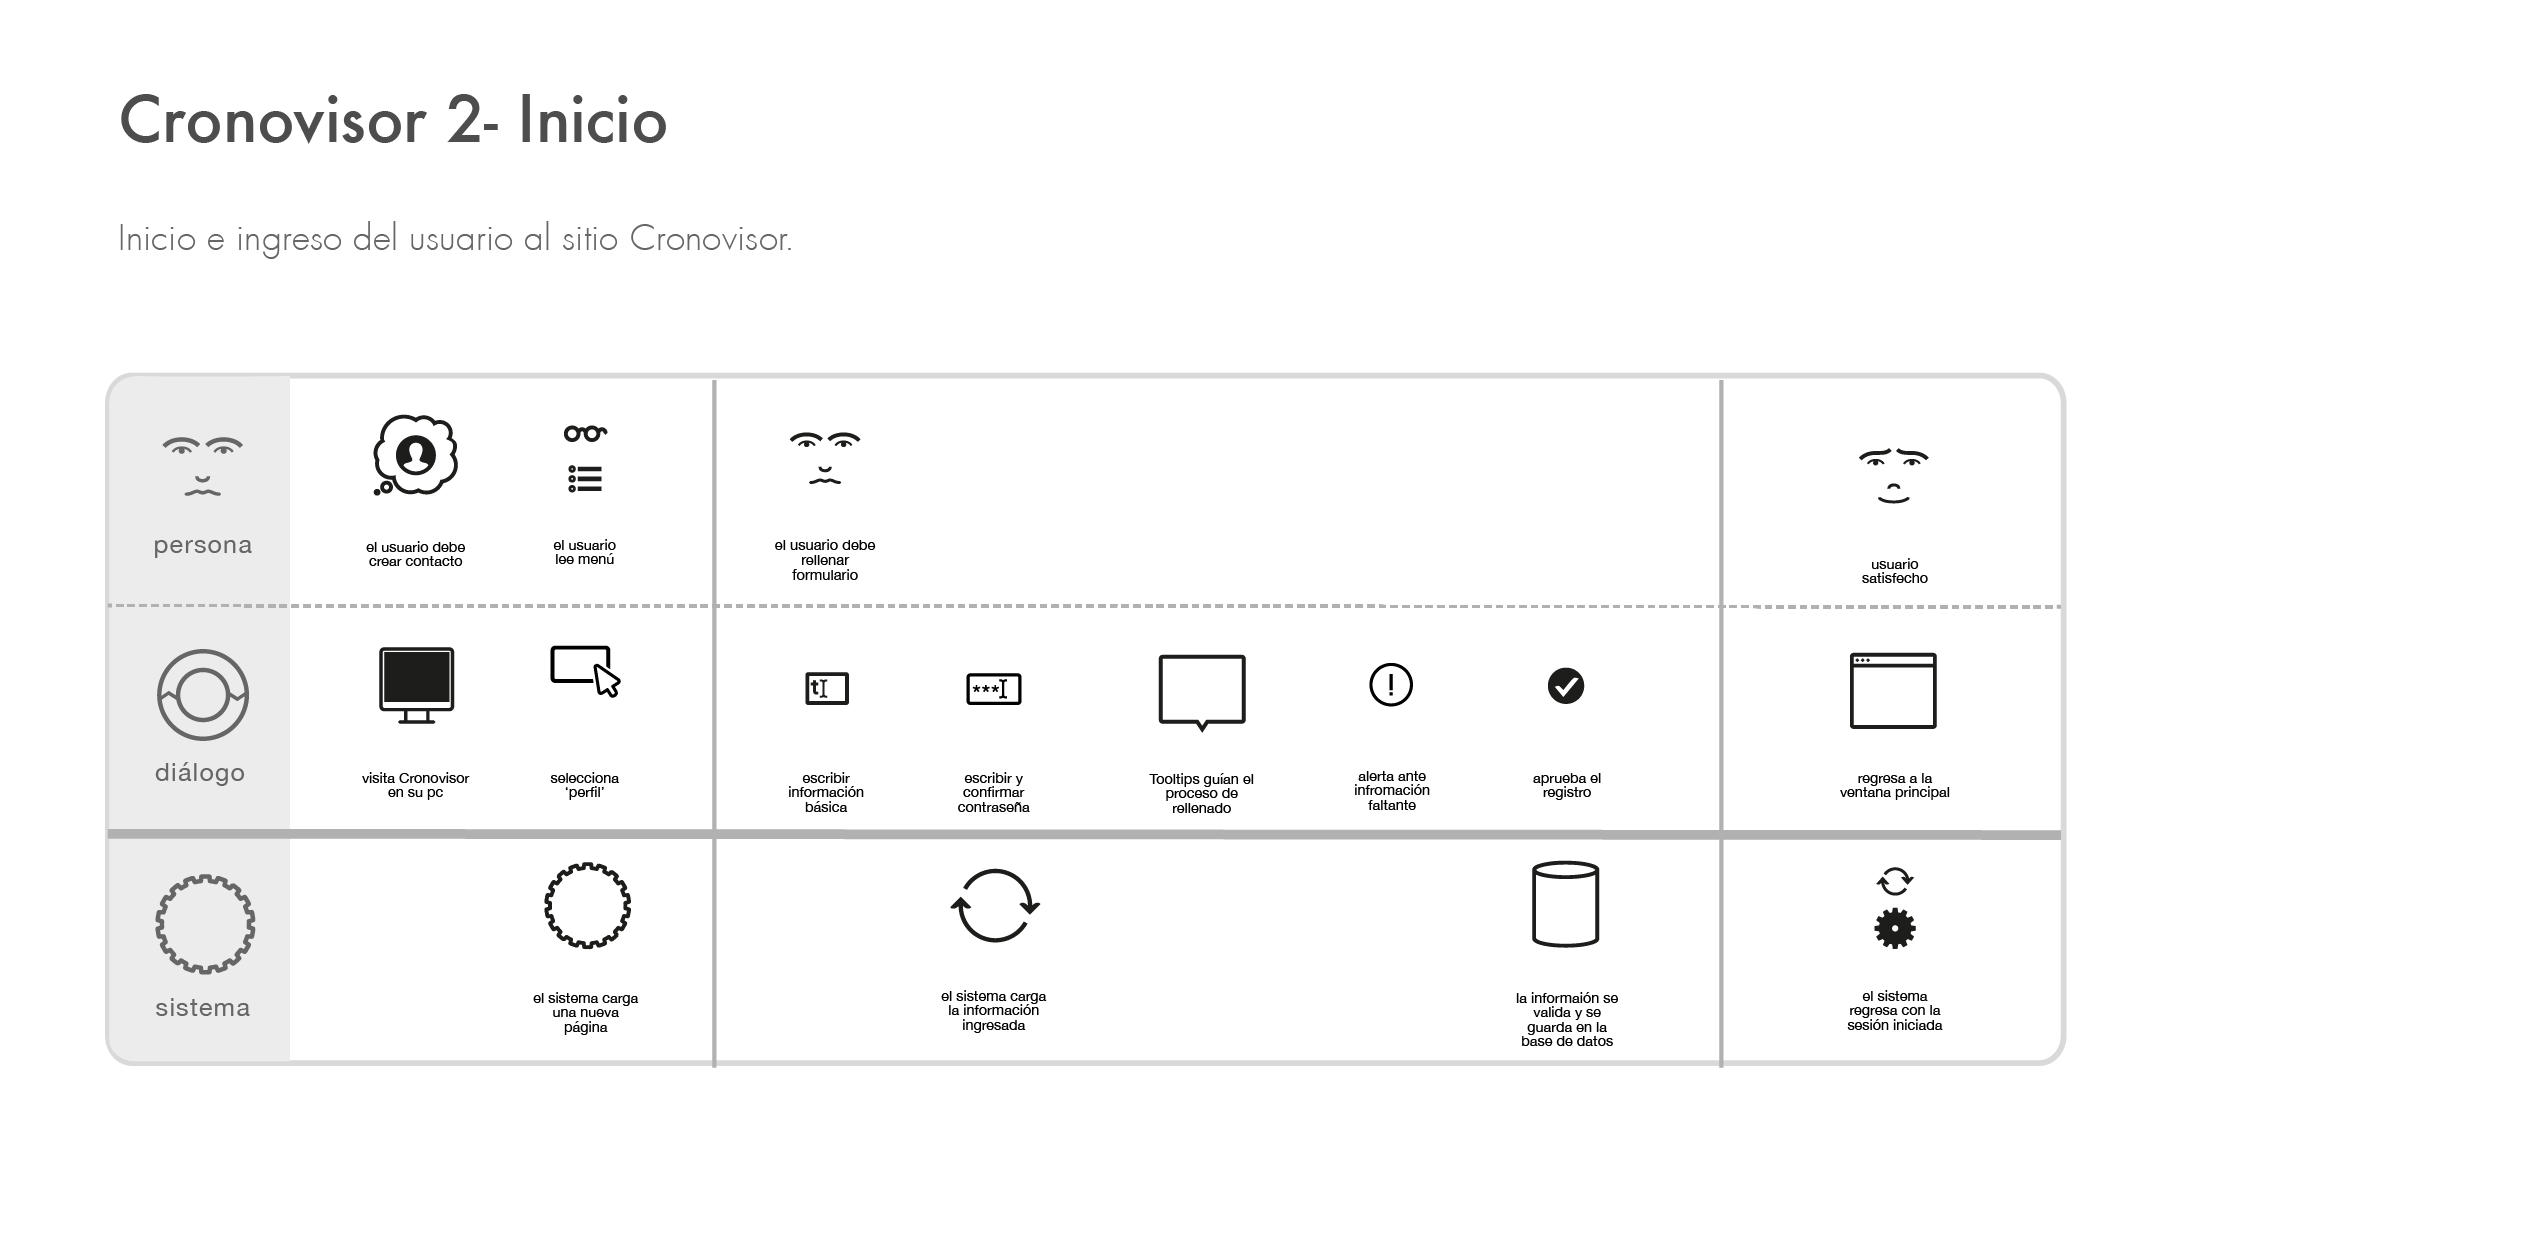 Cronovisor 2- Inicio
Inicio e ingreso del usuario al sitio Cronovisor.
persona
el usuario debe
crear contacto
el usuario
lee menú
el usuario debe
rellenar
formulario
usuario
satisfecho
diálogo
visita Cronovisor
en su pc
selecciona
‘perfil’
t
escribir
información
básica
***
escribir y
confirmar
contraseña
Tooltips guían el
proceso de
rellenado
!
alerta ante
infromación
faltante
aprueba el
registro
regresa a la
ventana principal
sistema
el sistema carga
una nueva
página
el sistema carga
la información
ingresada
la informaión se
valida y se
guarda en la
base de datos
el sistema
regresa con la
sesión iniciada